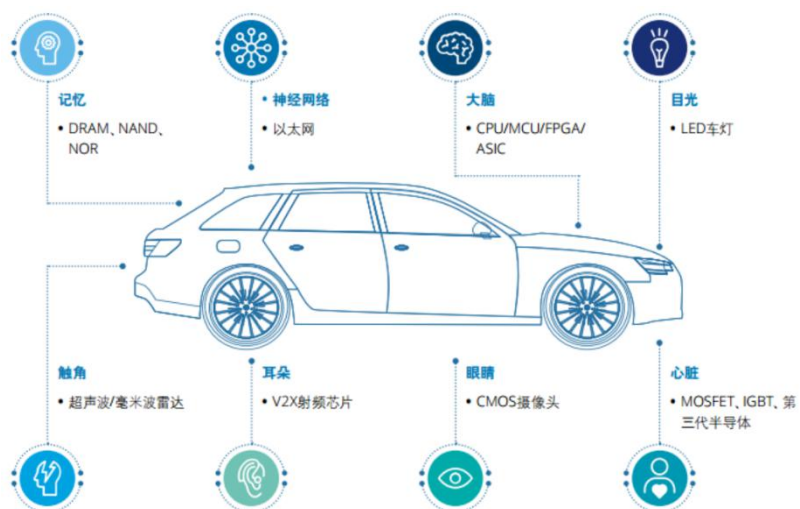 记忆
• DRAM、NAND、
NOR
• 神经网络
• 以太网
大脑
• CPU/MCU/FPGA/
ASIC
目光
• LED车灯
触角
• 超声波/毫米波雷达
耳朵
• V2X射频芯片
眼睛
• CMOS摄像头
心脏
• MOSFET、IGBT、第
三代半导体